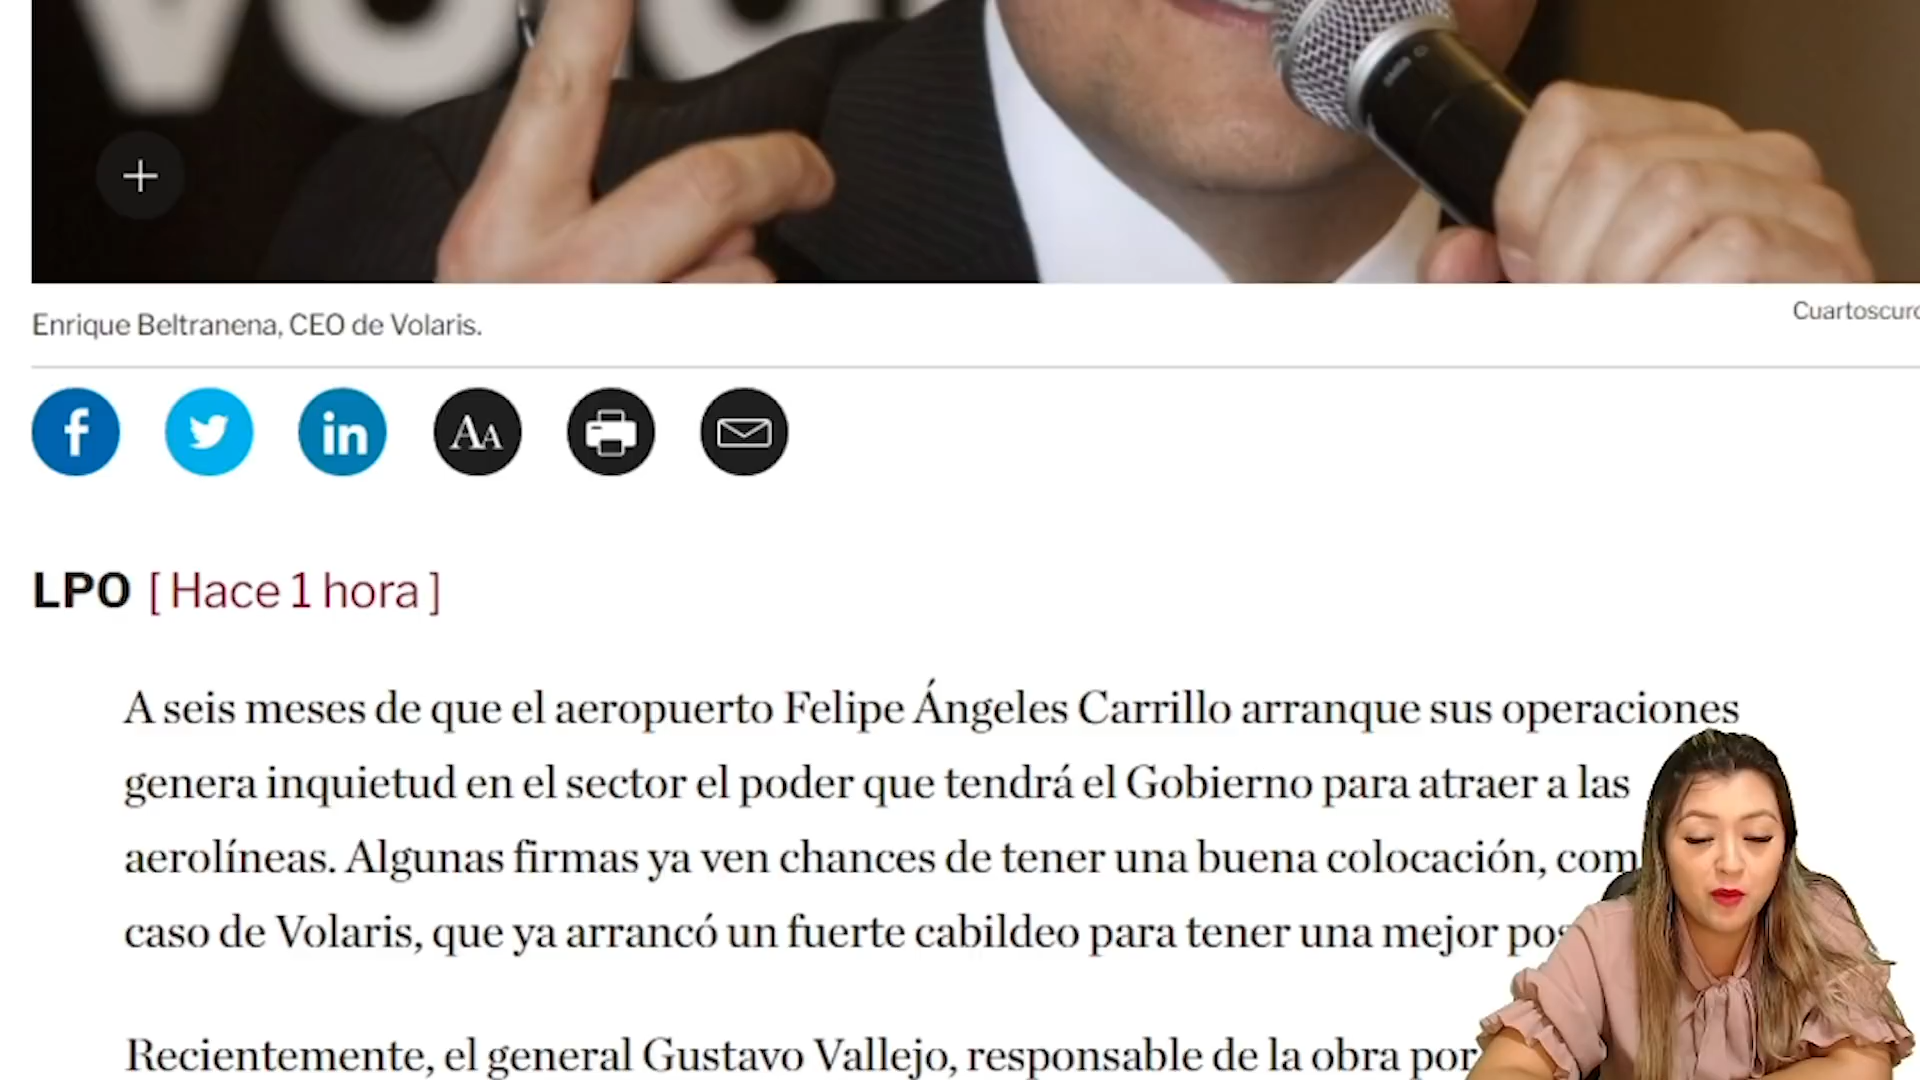 Enrique Beltranena, CEO de Volaris.
AA
LPO [ Hace 1 hora ]
A seis meses de que el aeropuerto Felipe Ángeles Carrillo arranque sus operaciones
genera inquietud en el sector el poder que tendrá el Gobierno para atraer a las
aerolíneas. Algunas firmas ya ven chances de tener una buena colocación,
caso de Volaris, que ya arrancó un fuerte cabildeo para tener una mejor
Recientemente, el general Gustavo Vallejo, responsable de la obra por